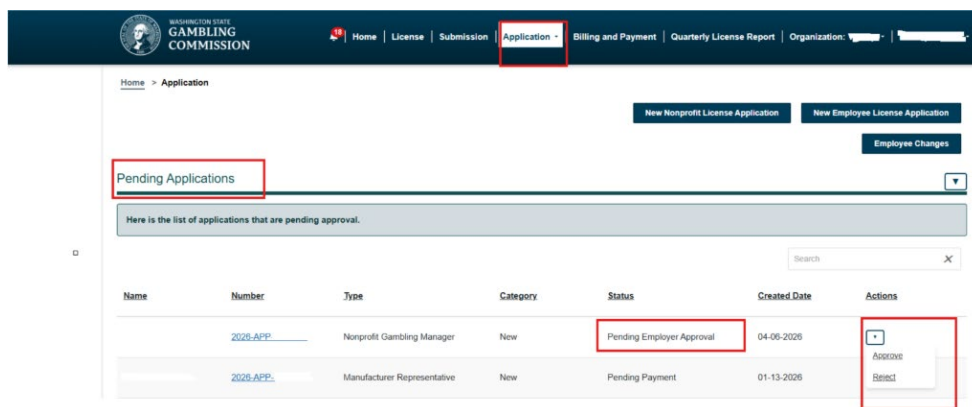 WASHINGTON STATE
GAMBLING
COMMISSION
18 | Home | License | Submission | Application | Billing and Payment | Quarterly License Report | Organization:
Home > Application
New Nonprofit License Application New Employee License Application
Employee Changes
Pending Applications
Here is the list of applications that are pending approval.
Search X
Name Number Type Category Status Created Date Actions
2026-APP- Nonprofit Gambling Manager New Pending Employer Approval 04-06-2026
Approve
Reject
2026-APP- Manufacturer Representative New Pending Payment 01-13-2026